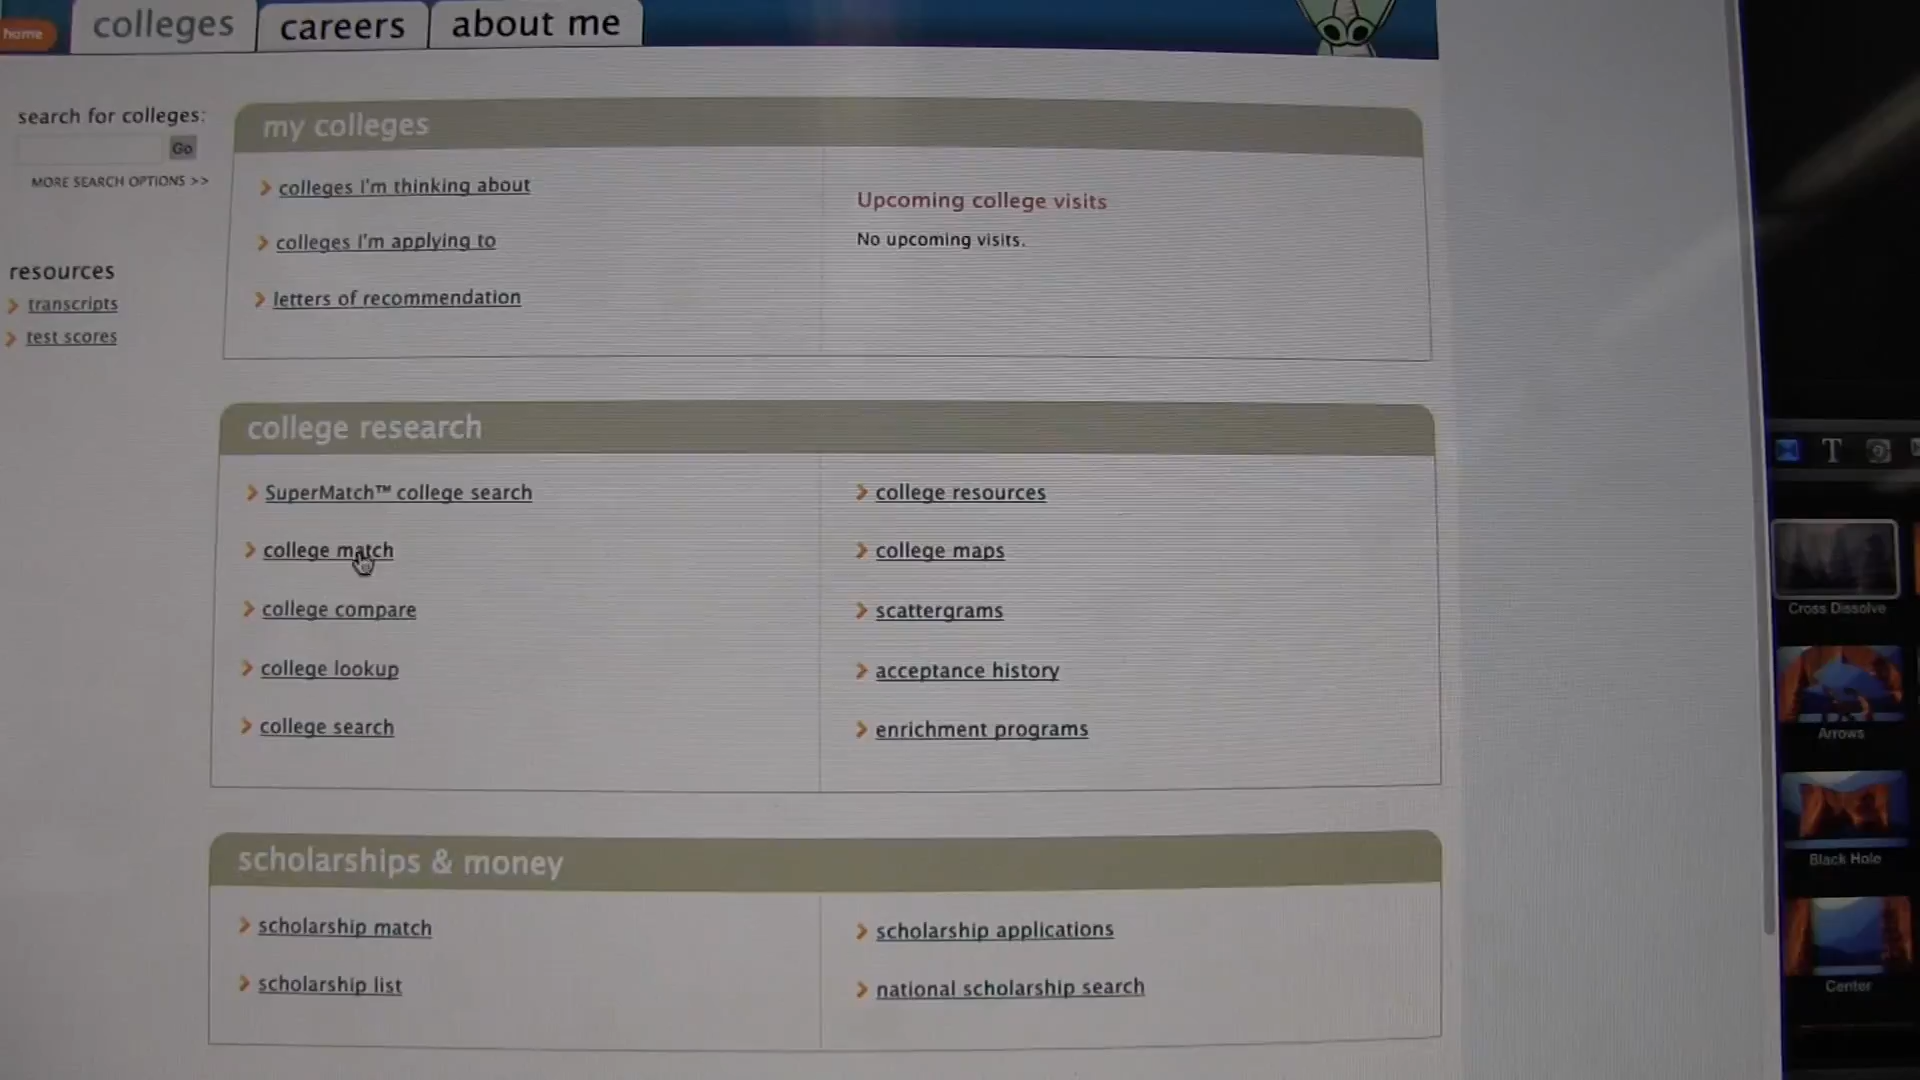 home
colleges
careers
about me
search for colleges:
Go
MORE SEARCH OPTIONS >>
resources
transcripts
test scores
my colleges
colleges I'm thinking about
colleges I'm applying to
letters of recommendation
Upcoming college visits
No upcoming visits.
college research
SuperMatch™ college search
college match
college compare
college lookup
college search
college resources
college maps
scattergrams
acceptance history
enrichment programs
scholarships & money
scholarship match
scholarship list
scholarship applications
national scholarship search
T
Cross Dissolve
Arrows
Black Hole
Center